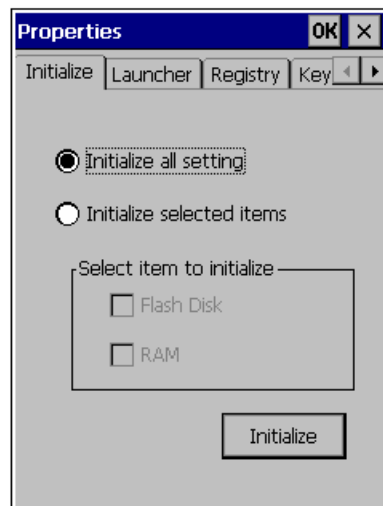 Properties OK ×
Initialize Launcher Registry Key
Initialize all setting
Initialize selected items
Select item to initialize
Flash Disk
RAM
Initialize